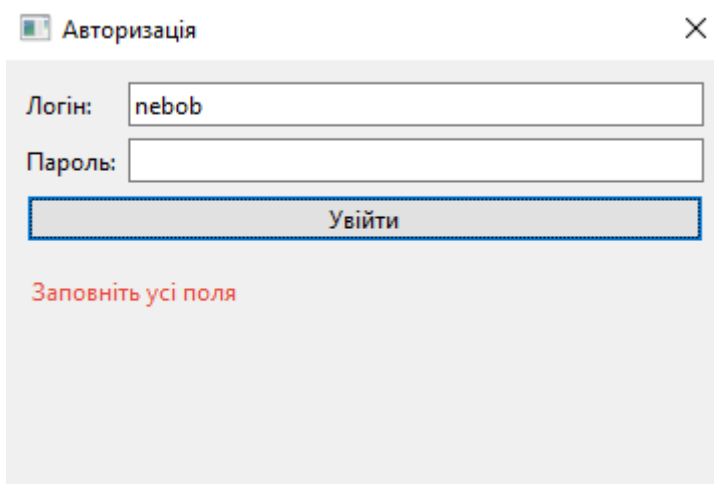 Авторизація
Логін: nebob
Пароль:
Увійти
Заповніть усі поля